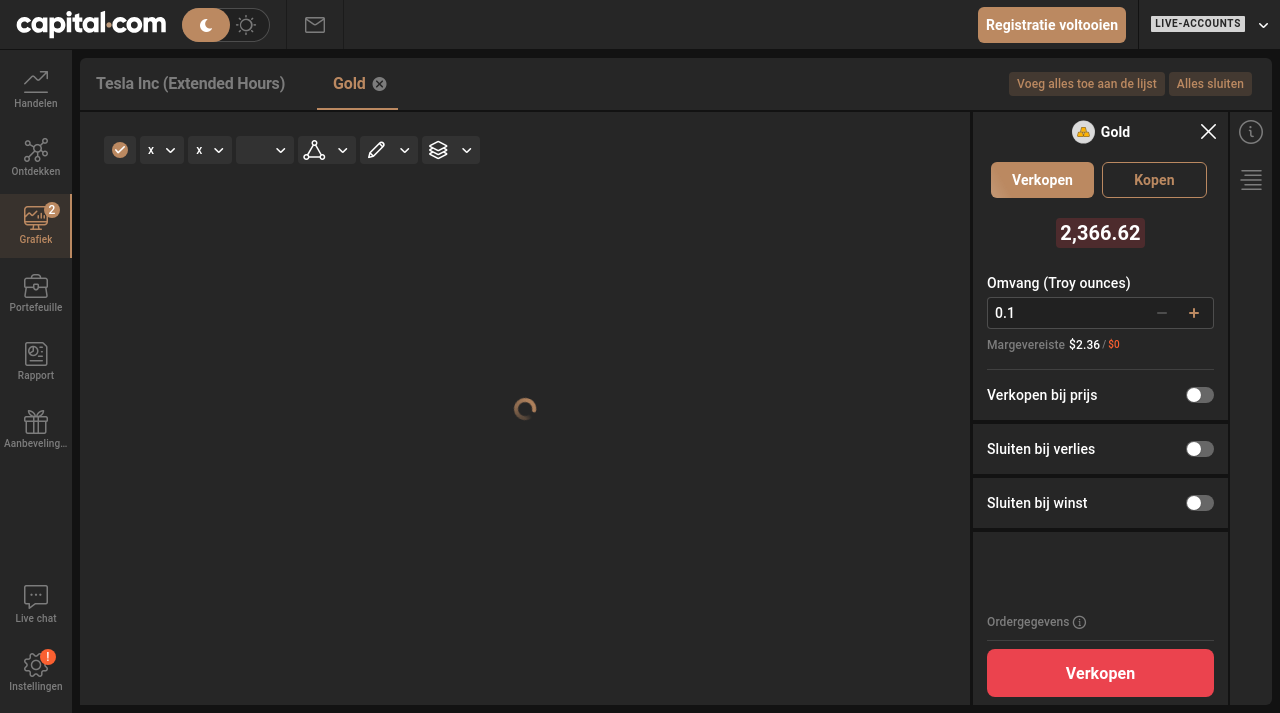 capital.com
Registratie voltooien
LIVE-ACCOUNTS
Handelen
Ontdekken
2
Grafiek
Portefeuille
Rapport
Aanbeveling...
Live chat
!
Instellingen
Tesla Inc (Extended Hours)
Gold
Voeg alles toe aan de lijst
Alles sluiten
x
x
Gold
Verkopen
Kopen
2,366.62
Omvang (Troy ounces)
0.1
Margevereiste $2.36 / $0
Verkopen bij prijs
Sluiten bij verlies
Sluiten bij winst
Ordergegevens
Verkopen